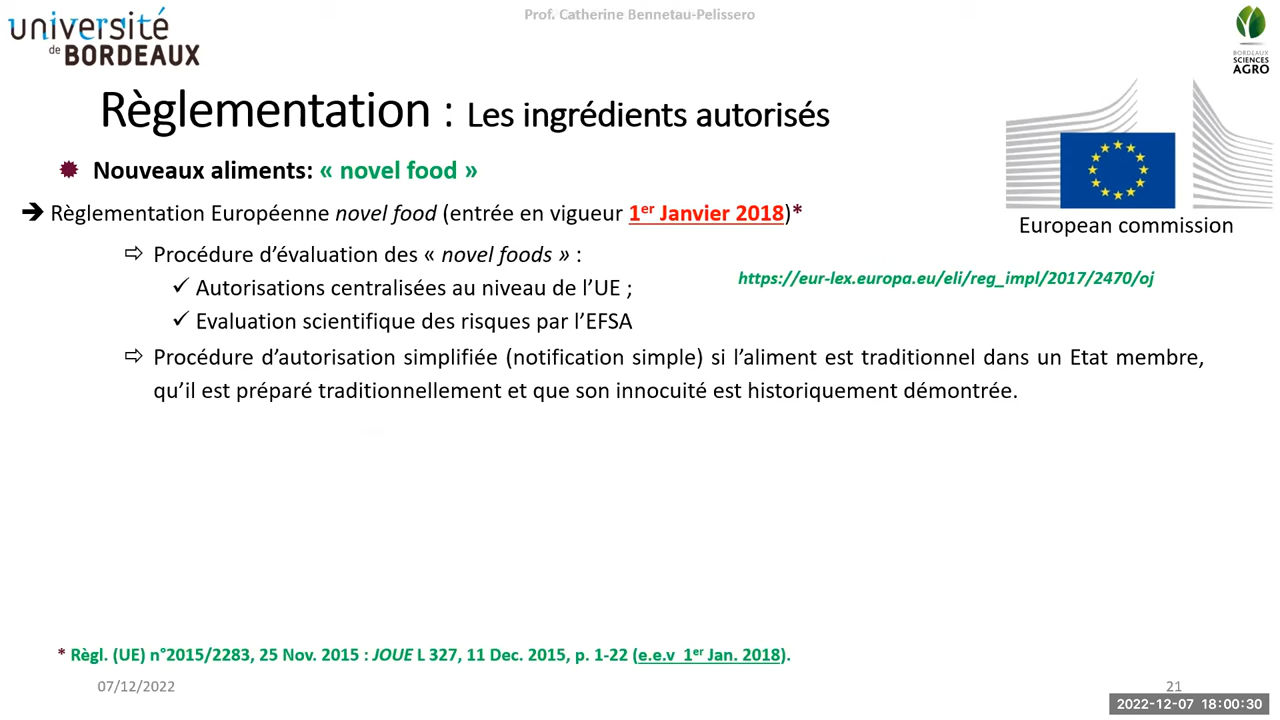 Prof. Catherine Bennetau-Pelissero
université
de BORDEAUX
BORDEAUX
SCIENCES
AGRO
Règlementation : Les ingrédients autorisés
Nouveaux aliments: « novel food »
Règlementation Européenne novel food (entrée en vigueur 1er Janvier 2018)*
European commission
Procédure d’évaluation des « novel foods » :
https://eur-lex.europa.eu/eli/reg_impl/2017/2470/oj
Autorisations centralisées au niveau de l’UE ;
Evaluation scientifique des risques par l’EFSA
Procédure d’autorisation simplifiée (notification simple) si l’aliment est traditionnel dans un Etat membre,
qu’il est préparé traditionnellement et que son innocuité est historiquement démontrée.
* Règl. (UE) n°2015/2283, 25 Nov. 2015 : JOUE L 327, 11 Dec. 2015, p. 1-22 (e.e.v 1er Jan. 2018).
07/12/2022
21
2022-12-07 18:00:30